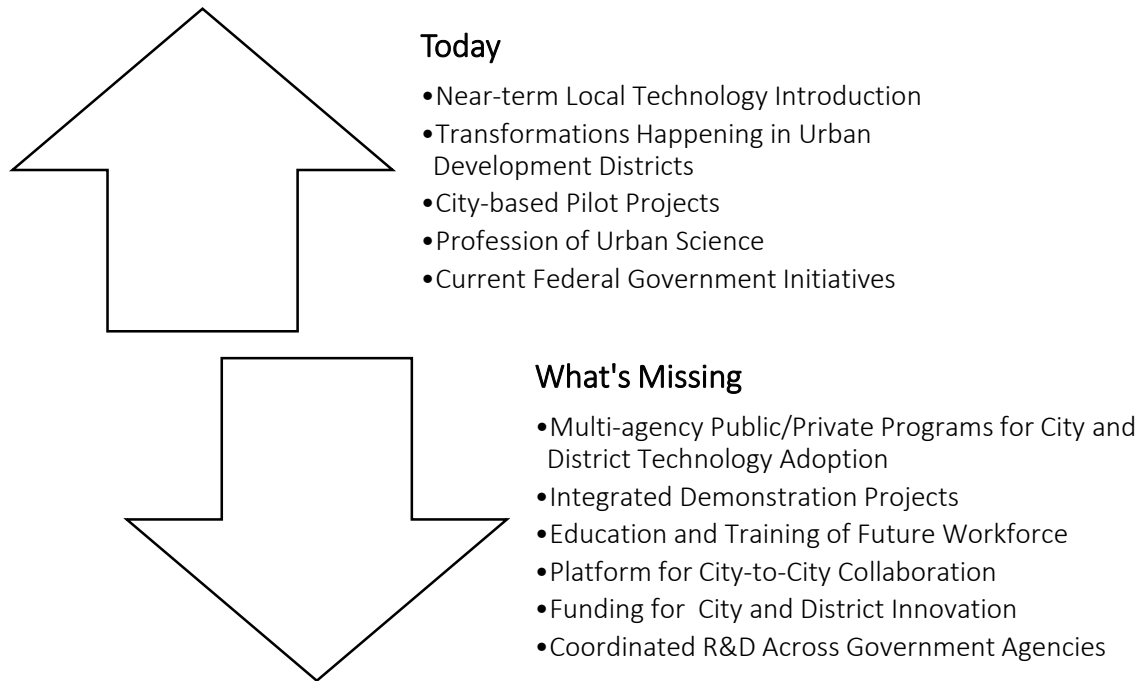 Today
•Near-term Local Technology Introduction
•Transformations Happening in Urban
Development Districts
•City-based Pilot Projects
•Profession of Urban Science
•Current Federal Government Initiatives
What's Missing
•Multi-agency Public/Private Programs for City and
District Technology Adoption
•Integrated Demonstration Projects
•Education and Training of Future Workforce
•Platform for City-to-City Collaboration
•Funding for  City and District Innovation
•Coordinated R&D Across Government Agencies